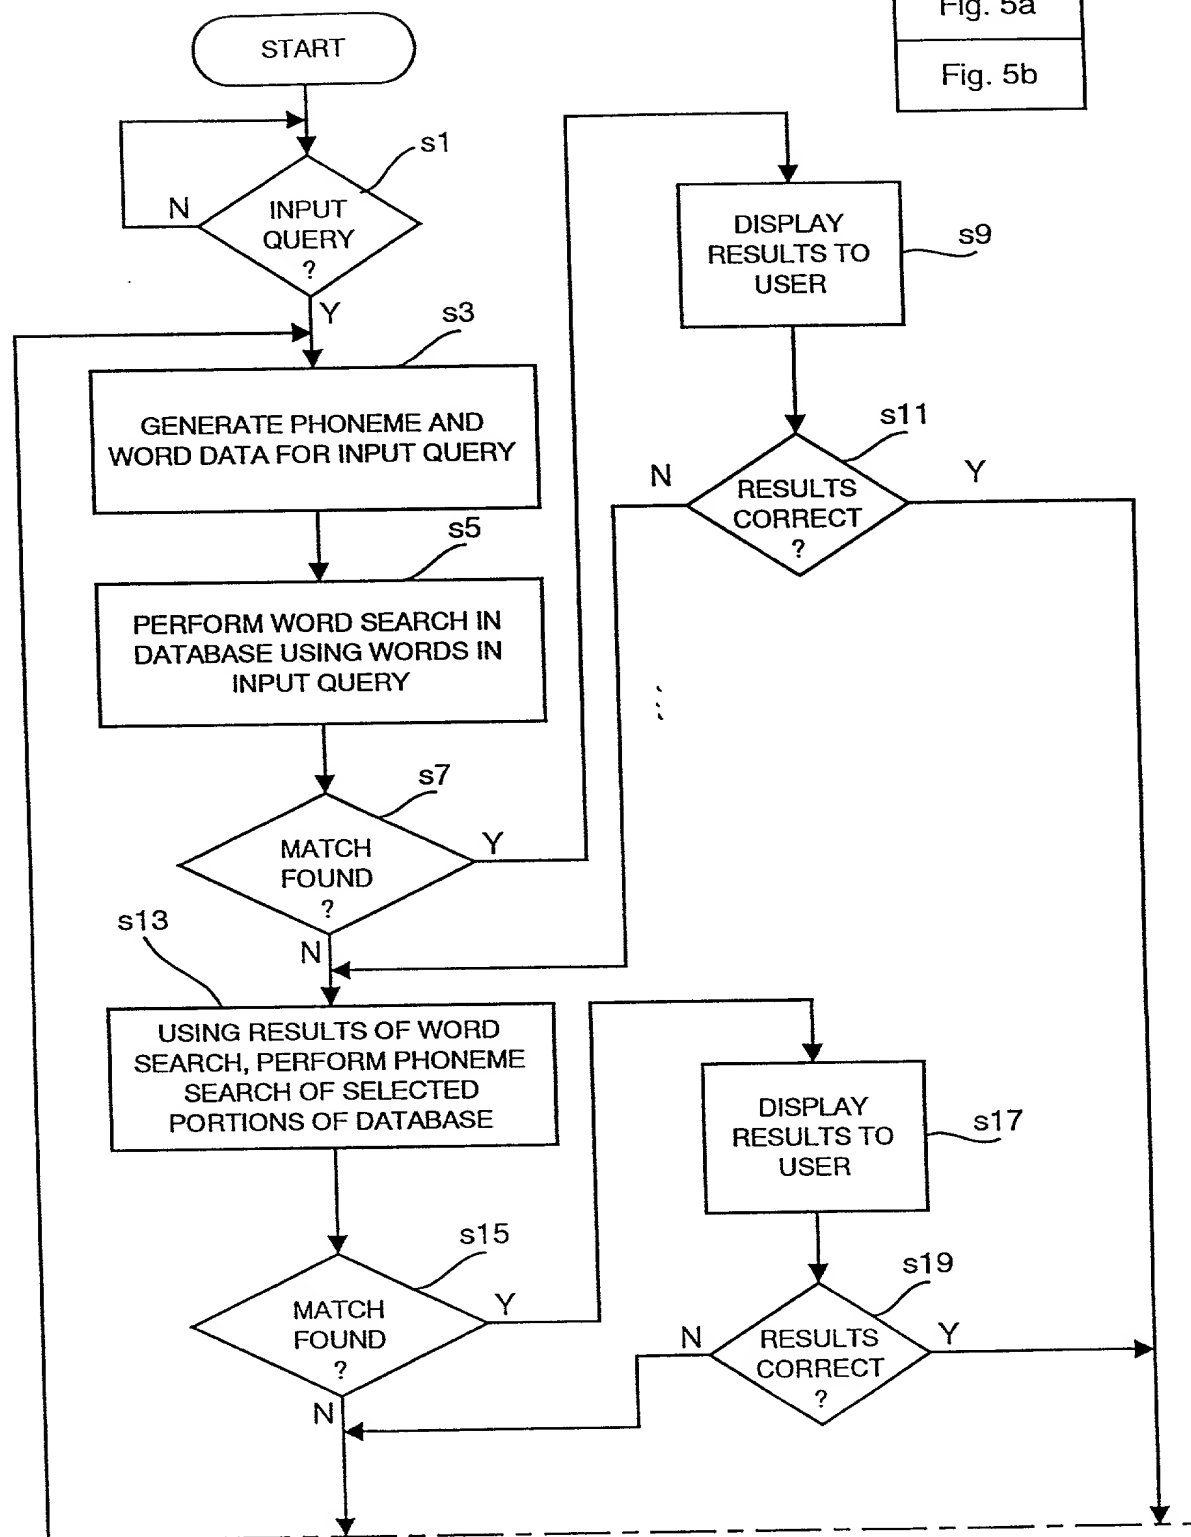 Fig. 5a
Fig. 5b
START
s1
N
INPUT
QUERY
?
Y
s3
GENERATE PHONEME AND
WORD DATA FOR INPUT QUERY
s5
PERFORM WORD SEARCH IN
DATABASE USING WORDS IN
INPUT QUERY
s7
MATCH
FOUND
?
Y
N
DISPLAY
RESULTS TO
USER
s9
s11
N
RESULTS
CORRECT
?
Y
s13
USING RESULTS OF WORD
SEARCH, PERFORM PHONEME
SEARCH OF SELECTED
PORTIONS OF DATABASE
s15
MATCH
FOUND
?
Y
N
DISPLAY
RESULTS TO
USER
s17
s19
N
RESULTS
CORRECT
?
Y